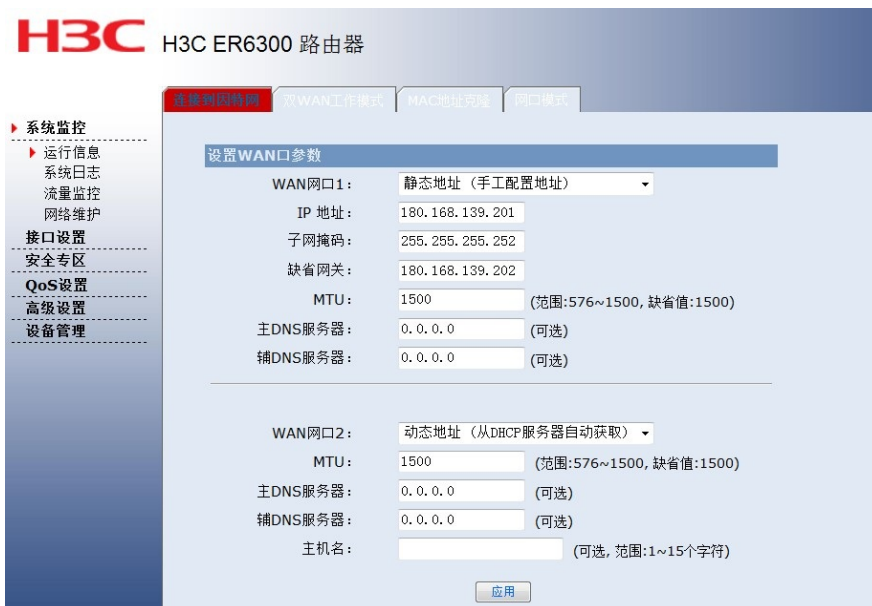 H3C H3C ER6300 路由器
连接到因特网 双WAN工作模式 MAC地址克隆 网口模式
系统监控
运行信息
系统日志
流量监控
网络维护
接口设置
安全专区
QoS设置
高级设置
设备管理
设置WAN口参数
WAN网口1: 静态地址（手工配置地址）
IP 地址: 180.168.139.201
子网掩码: 255.255.255.252
缺省网关: 180.168.139.202
MTU: 1500 (范围:576~1500, 缺省值:1500)
主DNS服务器: 0.0.0.0 (可选)
辅DNS服务器: 0.0.0.0 (可选)
WAN网口2: 动态地址（从DHCP服务器自动获取）
MTU: 1500 (范围:576~1500, 缺省值:1500)
主DNS服务器: 0.0.0.0 (可选)
辅DNS服务器: 0.0.0.0 (可选)
主机名: (可选, 范围:1~15个字符)
应用